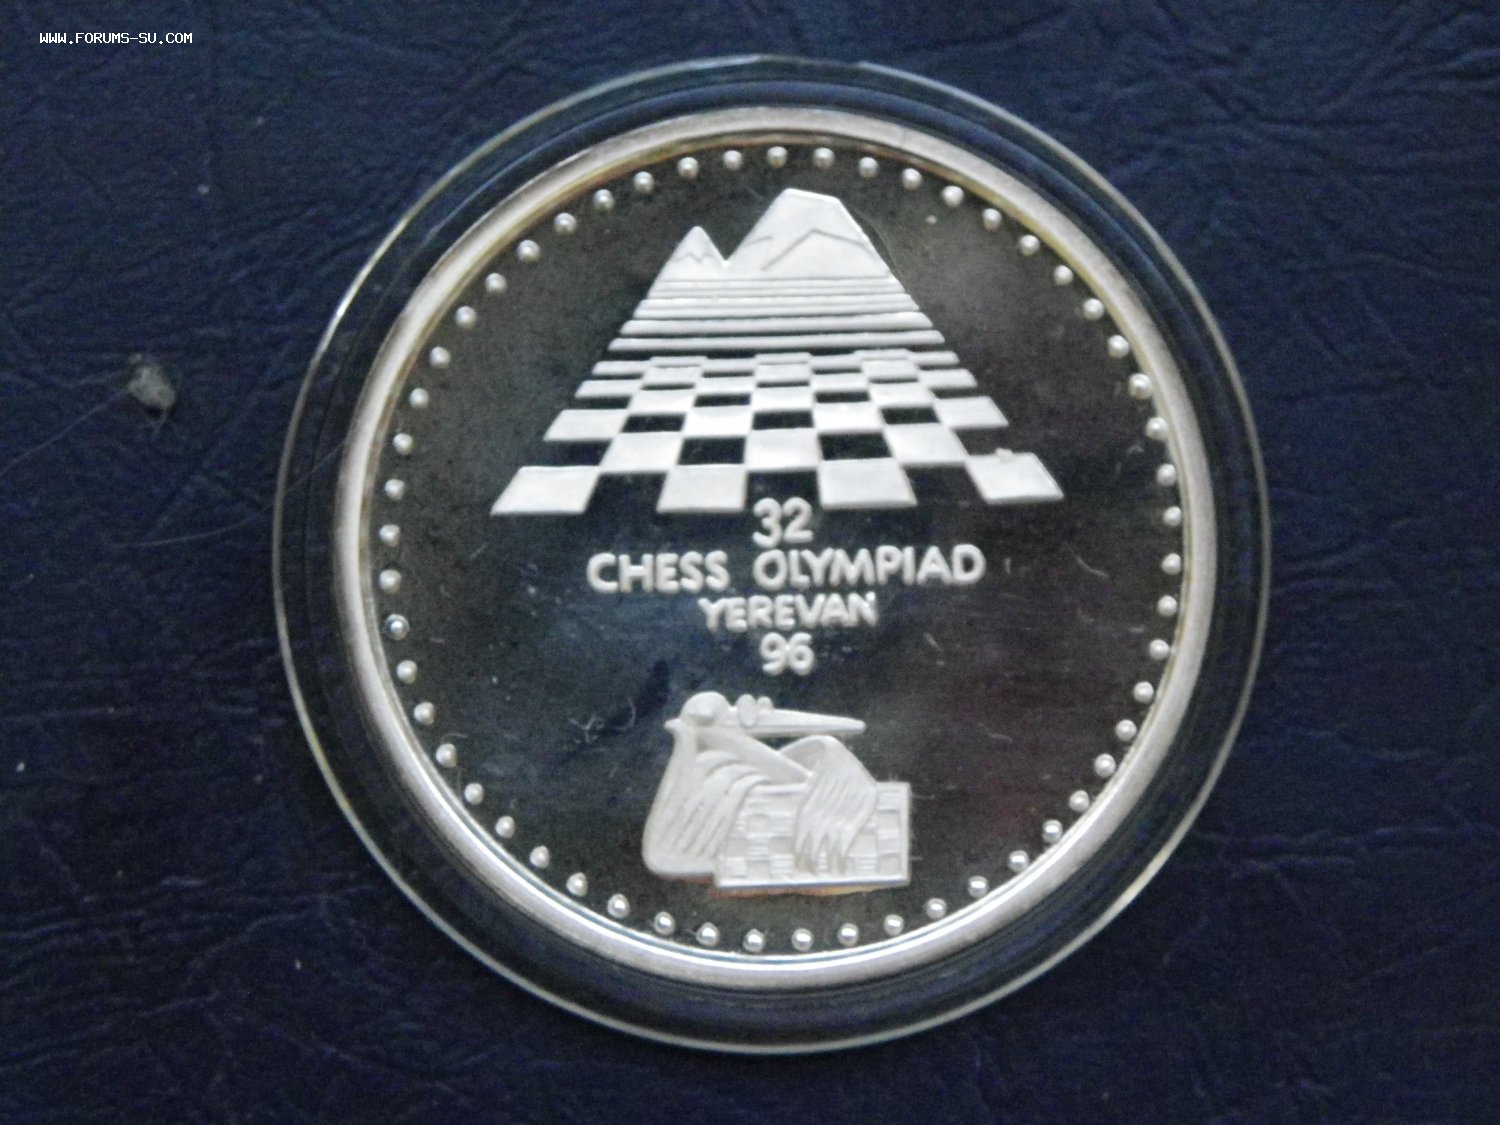 WWW.FORUMS-SU.COM
32
CHESS OLYMPIAD
YEREVAN
96